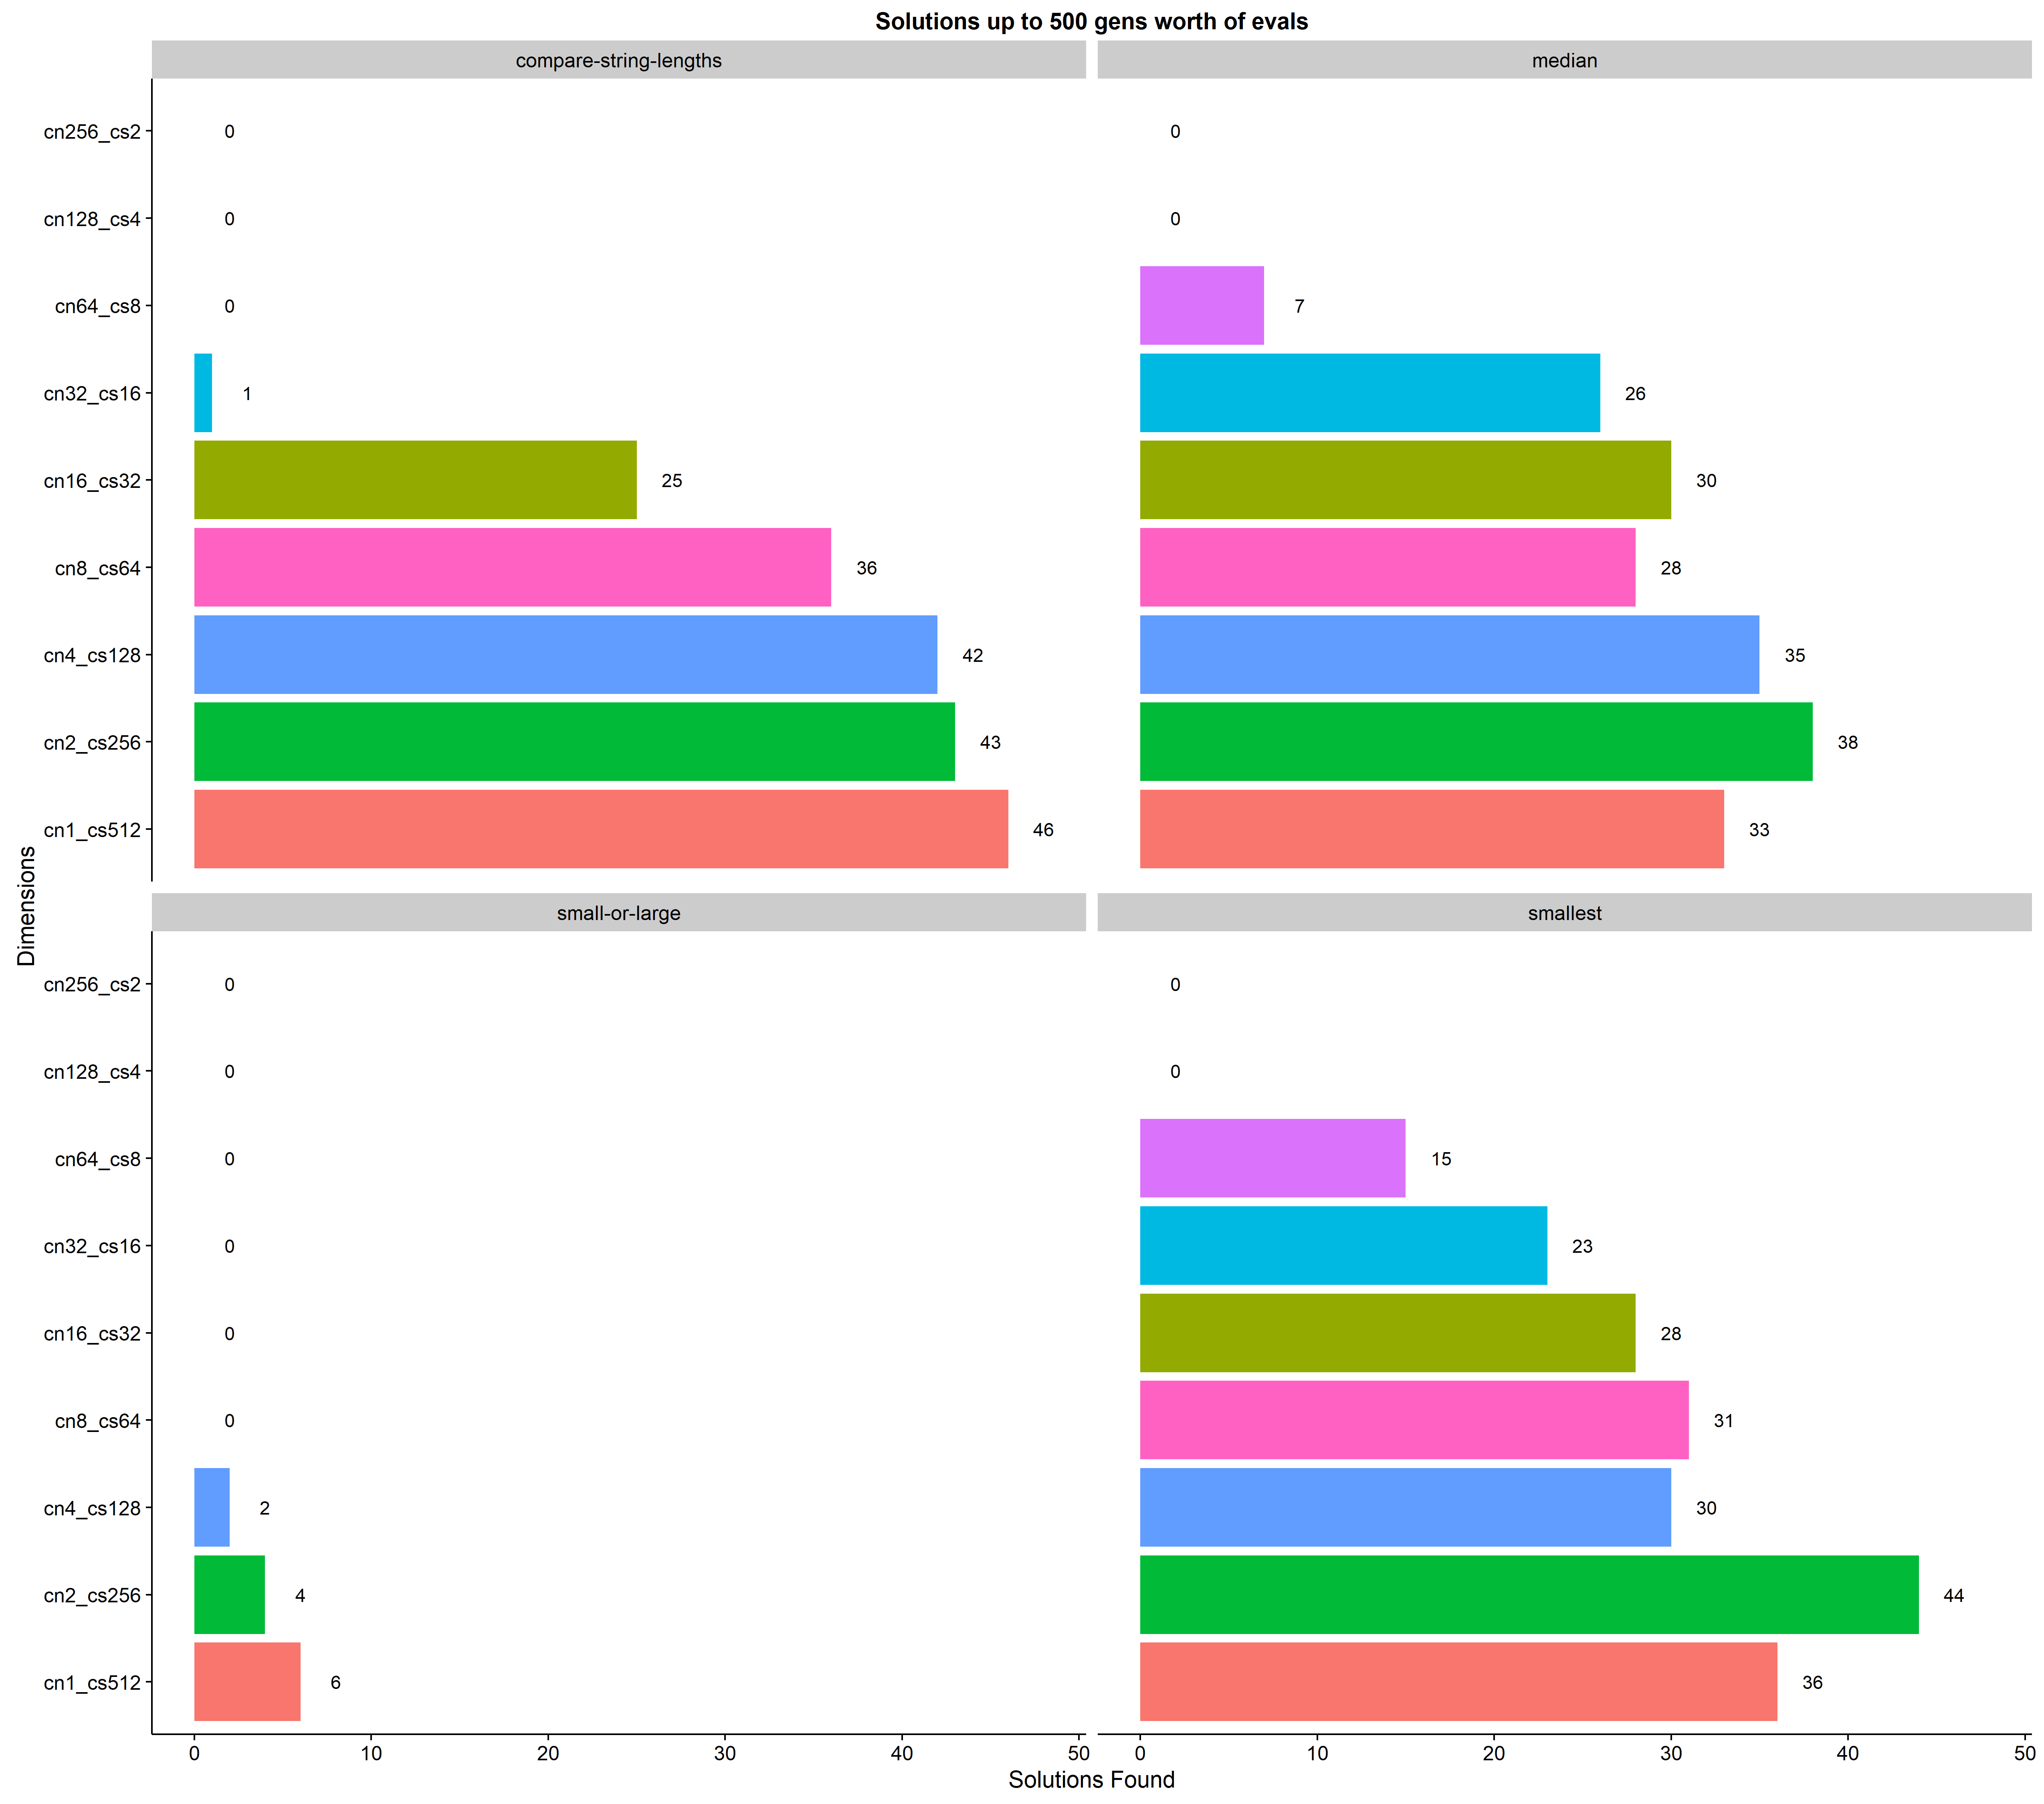 Solutions up to 500 gens worth of evals
compare-string-lengths
median
cn256_cs2 0 0
cn128_cs4 0 0
cn64_cs8 0 7
cn32_cs16 1 26
cn16_cs32 25 30
cn8_cs64 36 28
cn4_cs128 42 35
cn2_cs256 43 38
cn1_cs512 46 33
Dimensions
small-or-large
smallest
cn256_cs2 0 0
cn128_cs4 0 0
cn64_cs8 0 15
cn32_cs16 0 23
cn16_cs32 0 28
cn8_cs64 0 31
cn4_cs128 2 30
cn2_cs256 4 44
cn1_cs512 6 36
0 10 20 30 40 50 0 10 20 30 40 50
Solutions Found